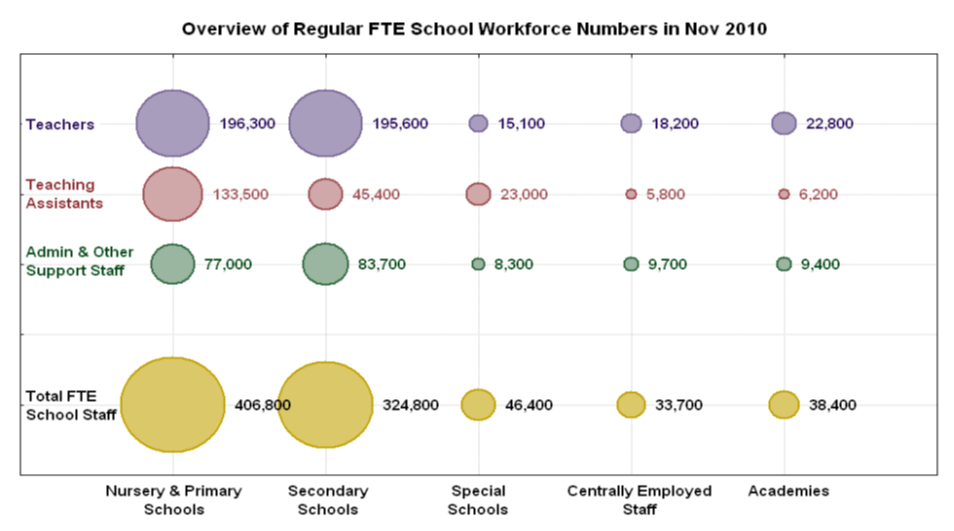 Overview of Regular FTE School Workforce Numbers in Nov 2010
Teachers 196,300 195,600 15,100 18,200 22,800
Teaching
Assistants 133,500 45,400 23,000 5,800 6,200
Admin & Other
Support Staff 77,000 83,700 8,300 9,700 9,400
Total FTE
School Staff 406,800 324,800 46,400 33,700 38,400
Nursery & Primary Secondary Special Centrally Employed Academies
Schools Schools Schools Staff